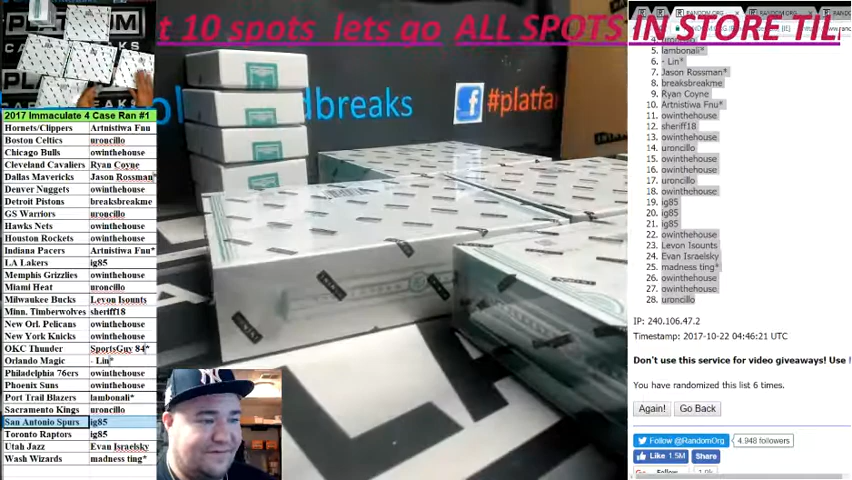 t 10 spots lets go ALL SPOTS IN STORE TIL
2017 Immaculate 4 Case Ran #1
Hornets/Clippers Artnistiwa Fnu
Boston Celtics uroncillo
Chicago Bulls owinthehouse
Cleveland Cavaliers Ryan Coyne
Dallas Mavericks Jason Rossman*
Denver Nuggets owinthehouse
Detroit Pistons breaksbreakme
GS Warriors uroncillo
Hawks Nets owinthehouse
Houston Rockets owinthehouse
Indiana Pacers Artnistiwa Fnu*
LA Lakers ig85
Memphis Grizzlies owinthehouse
Miami Heat uroncillo
Milwaukee Bucks Levon Isounts
Minn. Timberwolves sheriff18
New Orl. Pelicans owinthehouse
New York Knicks owinthehouse
OKC Thunder SportsGuy 84*
Orlando Magic - Lin*
Philadelphia 76ers owinthehouse
Phoenix Suns owinthehouse
Port Trail Blazers lambonali*
Sacramento Kings uroncillo
San Antonio Spurs ig85
Toronto Raptors ig85
Utah Jazz Evan Israelsky
Wash Wizards madness ting*
dbreaks
#platfa
5. lambonali*
6. - Lin*
7. Jason Rossman*
8. breaksbreakme
9. Ryan Coyne
10. Artnistiwa Fnu*
11. owinthehouse
12. sheriff18
13. owinthehouse
14. uroncillo
15. owinthehouse
16. owinthehouse
17. uroncillo
18. owinthehouse
19. ig85
20. ig85
21. ig85
22. owinthehouse
23. Levon Isounts
24. Evan Israelsky
25. madness ting*
26. owinthehouse
27. owinthehouse
28. uroncillo
IP: 240.106.47.2
Timestamp: 2017-10-22 04:46:21 UTC
Don't use this service for video giveaways! Use
You have randomized this list 6 times.
Again! Go Back
Follow @RandomOrg 4,948 followers
Like 1.5M Share
Follow 1.9k